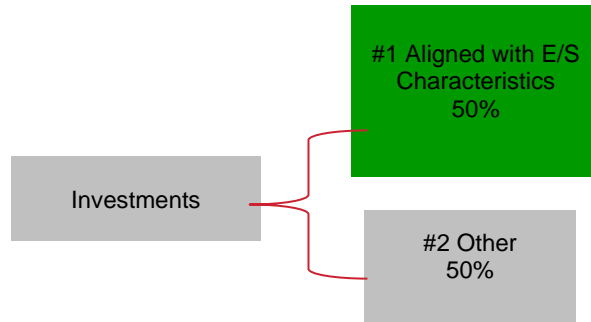 #1 Aligned with E/S
Characteristics
50%
Investments
#2 Other
50%